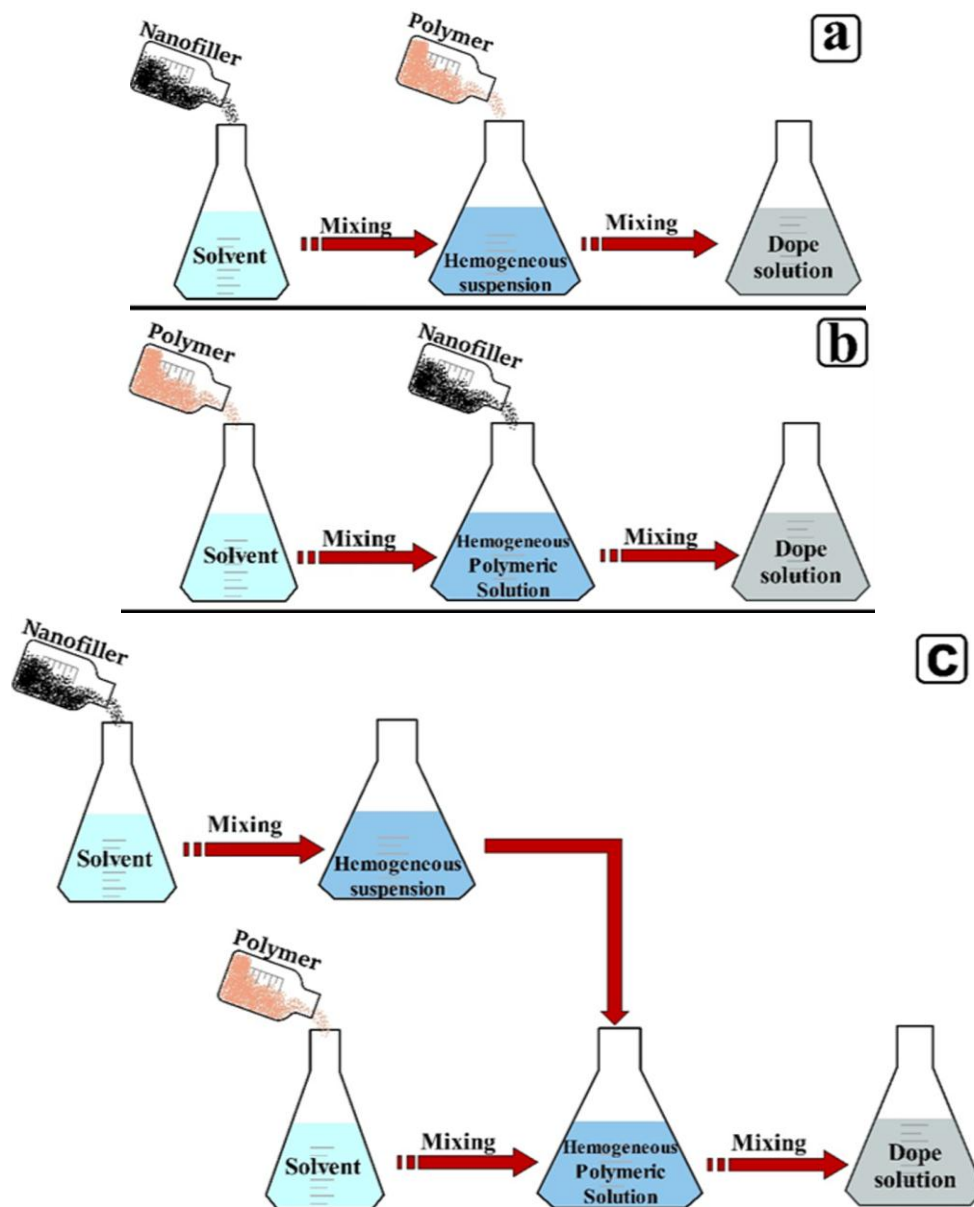 Nanofiller
Polymer
a
Solvent
Mixing
Hemogeneous
suspension
Mixing
Dope
solution
Polymer
Nanofiller
b
Solvent
Mixing
Hemogeneous
Polymeric
Solution
Mixing
Dope
solution
Nanofiller
c
Solvent
Mixing
Hemogeneous
suspension
Polymer
Solvent
Mixing
Hemogeneous
Polymeric
Solution
Mixing
Dope
solution